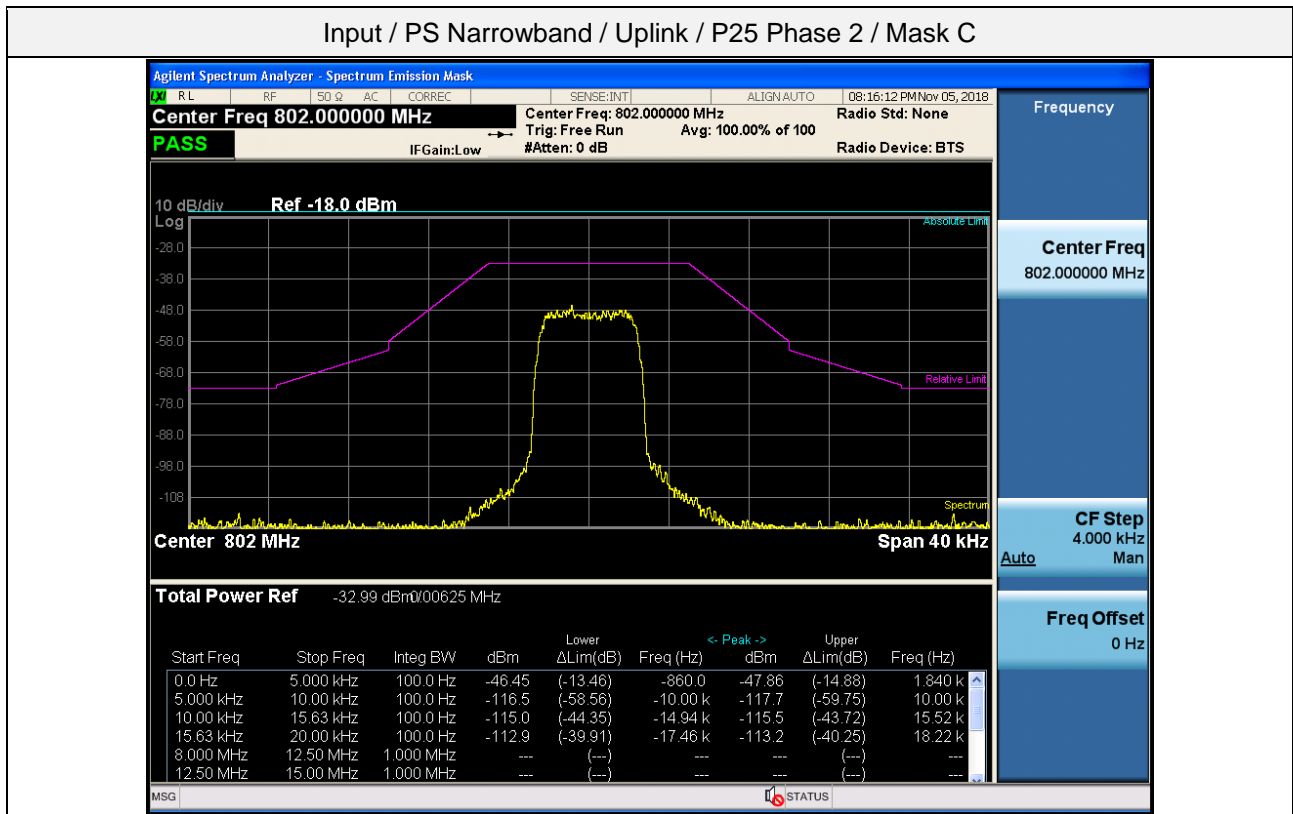 Input / PS Narrowband / Uplink / P25 Phase 2 / Mask C
Agilent Spectrum Analyzer - Spectrum Emission Mask
LXI RL RF 50 Ω AC CORREC SENSE:INT ALIGN AUTO 08:16:12 PM Nov 05, 2018
Center Freq 802.000000 MHz
Center Freq: 802.000000 MHz
Radio Std: None
Trig: Free Run Avg: 100.00% of 100
PASS
IFGain:Low
#Atten: 0 dB
Radio Device: BTS
10 dB/div Ref -18.0 dBm
Log
Absolute Limit
-28.0
-38.0
-48.0
-58.0
-68.0
Relative Limit
-78.0
-88.0
-98.0
-108
Spectrum
Center 802 MHz Span 40 kHz
Total Power Ref -32.99 dBm/0.00625 MHz
Lower <- Peak -> Upper
Start Freq Stop Freq Integ BW dBm ΔLim(dB) Freq (Hz) dBm ΔLim(dB) Freq (Hz)
0.0 Hz 5.000 kHz 100.0 Hz -46.45 (-13.46) -860.0 -47.86 (-14.88) 1.840 k
5.000 kHz 10.00 kHz 100.0 Hz -116.5 (-58.56) -10.00 k -117.7 (-59.75) 10.00 k
10.00 kHz 15.63 kHz 100.0 Hz -115.0 (-44.35) -14.94 k -115.5 (-43.72) 15.52 k
15.63 kHz 20.00 kHz 100.0 Hz -112.9 (-39.91) -17.46 k -113.2 (-40.25) 18.22 k
8.000 MHz 12.50 MHz 1.000 MHz --- (---) --- --- (---) ---
12.50 MHz 15.00 MHz 1.000 MHz --- (---) --- --- (---) ---
MSG STATUS
Frequency
Center Freq
802.000000 MHz
CF Step
4.000 kHz
Auto Man
Freq Offset
0 Hz